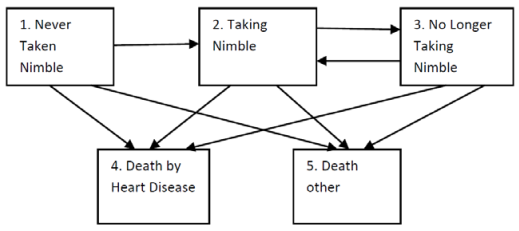 1. Never
Taken
Nimble
2. Taking
Nimble
3. No Longer
Taking
Nimble
4. Death by
Heart Disease
5. Death
other